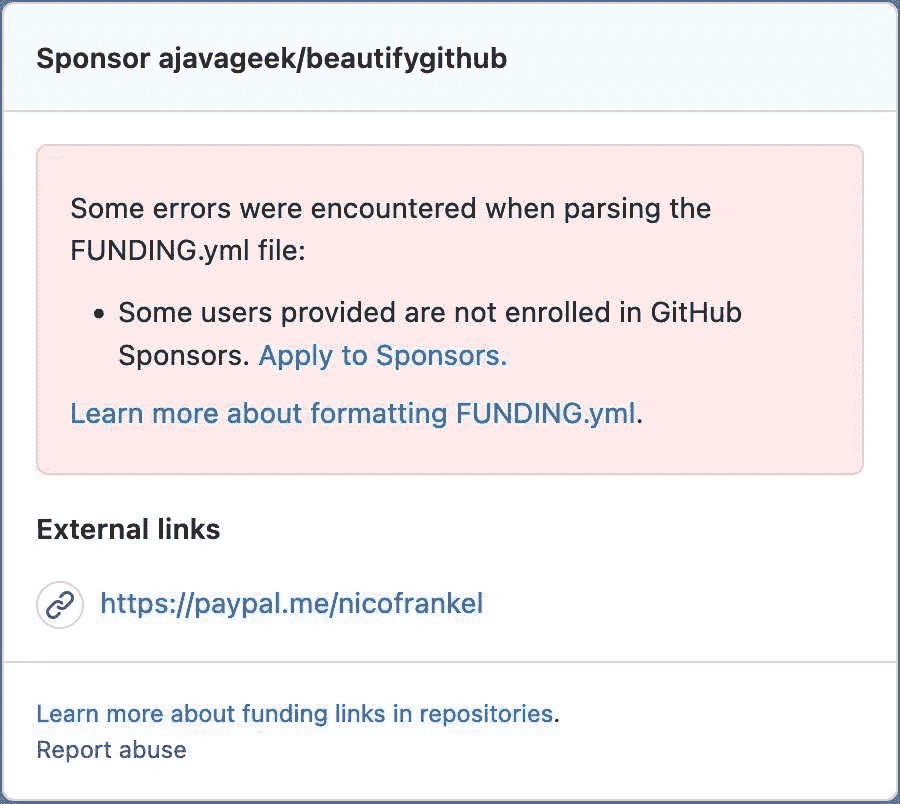 Sponsor ajavageek/beautifygithub
Some errors were encountered when parsing the
FUNDING.yml file:
• Some users provided are not enrolled in GitHub
Sponsors. Apply to Sponsors.
Learn more about formatting FUNDING.yml.
External links
https://paypal.me/nicofrankel
Learn more about funding links in repositories.
Report abuse